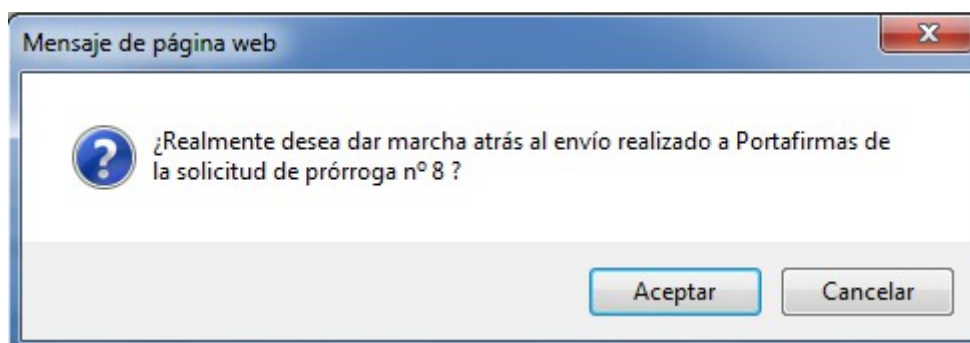 Mensaje de página web
x
¿Realmente desea dar marcha atrás al envío realizado a Portafirmas de
la solicitud de prórroga nº 8 ?
Aceptar
Cancelar